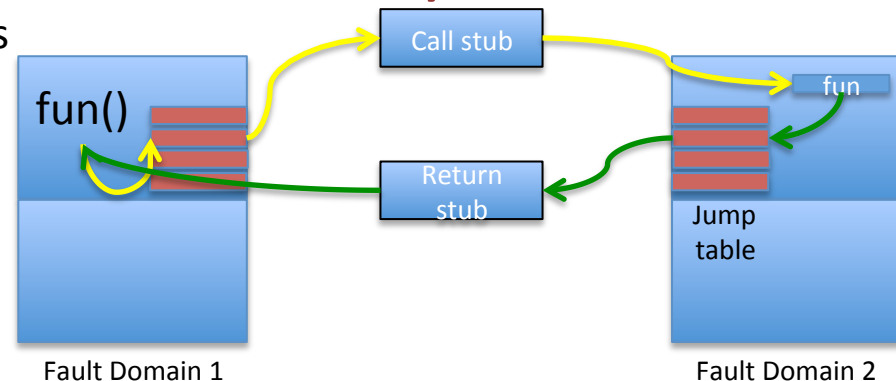 s
Call stub
fun()
fun
Return
stub
Jump
table
Fault Domain 1
Fault Domain 2